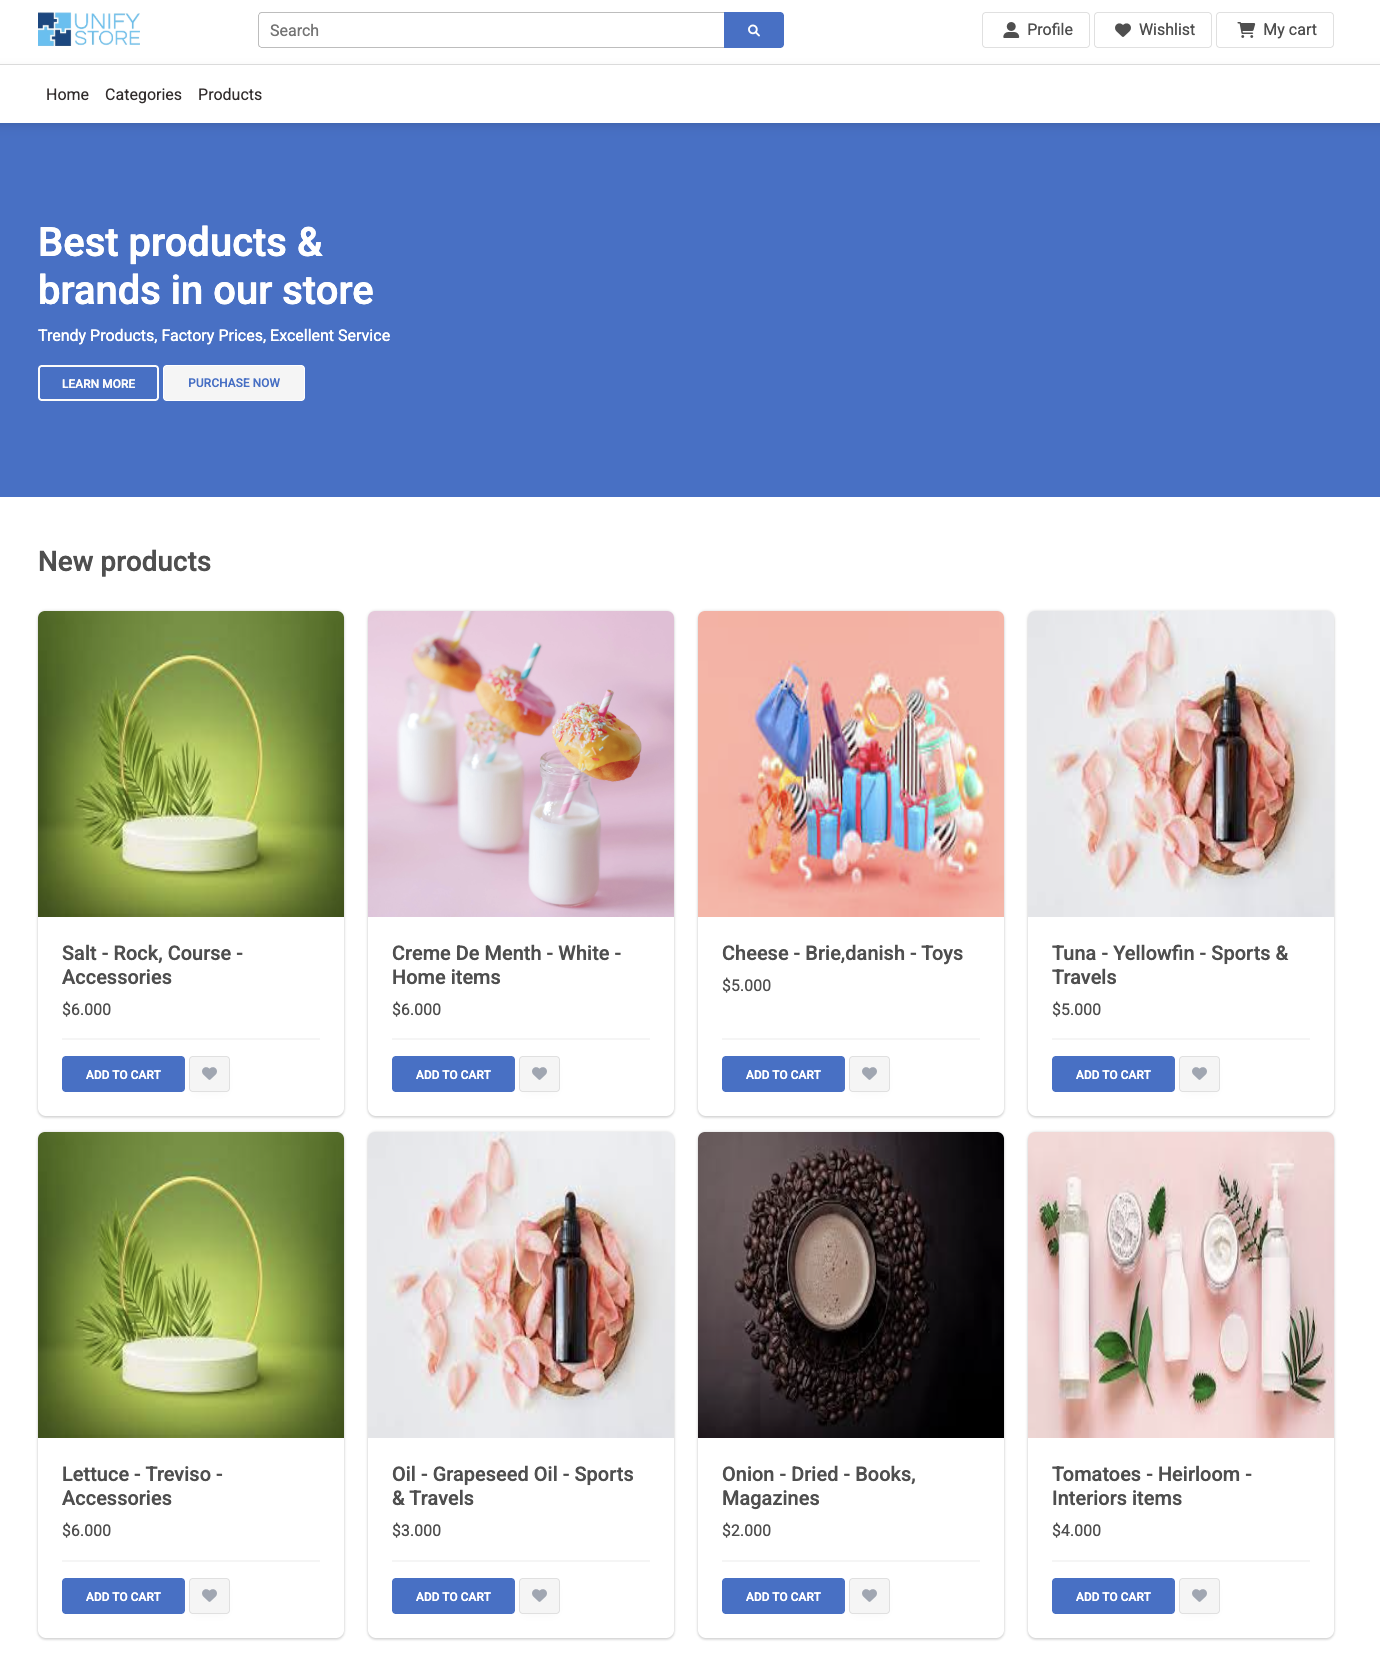 UNIFY
STORE
Search
Profile
Wishlist
My cart
Home
Categories
Products
Best products &
brands in our store
Trendy Products, Factory Prices, Excellent Service
LEARN MORE
PURCHASE NOW
New products
Salt - Rock, Course -
Accessories
$6.000
ADD TO CART
Creme De Menth - White -
Home items
$6.000
ADD TO CART
Cheese - Brie,danish - Toys
$5.000
ADD TO CART
Tuna - Yellowfin - Sports &
Travels
$5.000
ADD TO CART
Lettuce - Treviso -
Accessories
$6.000
ADD TO CART
Oil - Grapeseed Oil - Sports
& Travels
$3.000
ADD TO CART
Onion - Dried - Books,
Magazines
$2.000
ADD TO CART
Tomatoes - Heirloom -
Interiors items
$4.000
ADD TO CART